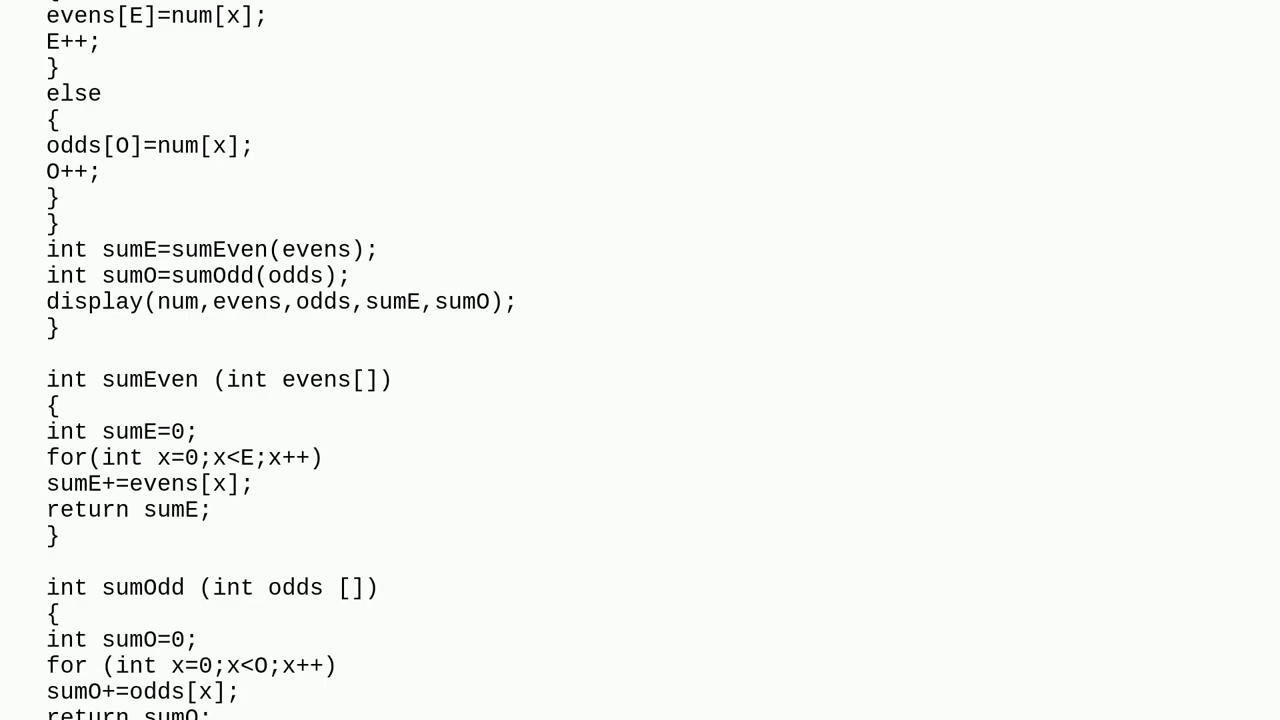 {
evens[E]=num[x];
E++;
}
else
{
odds[O]=num[x];
O++;
}
}
int sumE=sumEven(evens);
int sumO=sumOdd(odds);
display(num,evens,odds,sumE,sumO);
}

int sumEven (int evens[])
{
int sumE=0;
for(int x=0;x<E;x++)
sumE+=evens[x];
return sumE;
}

int sumOdd (int odds [])
{
int sumO=0;
for (int x=0;x<O;x++)
sumO+=odds[x];
return sumO;